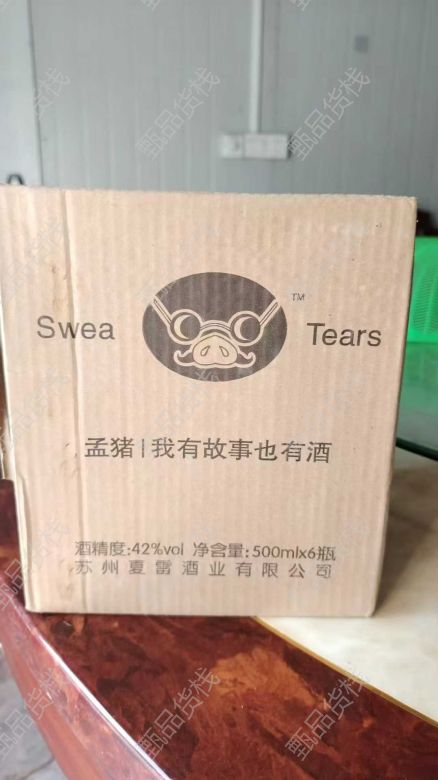 Swea TM Tears
孟猪|我有故事也有酒
酒精度:42%vol 净含量:500mlx6瓶
苏州夏雷酒业有限公司
甄品货栈